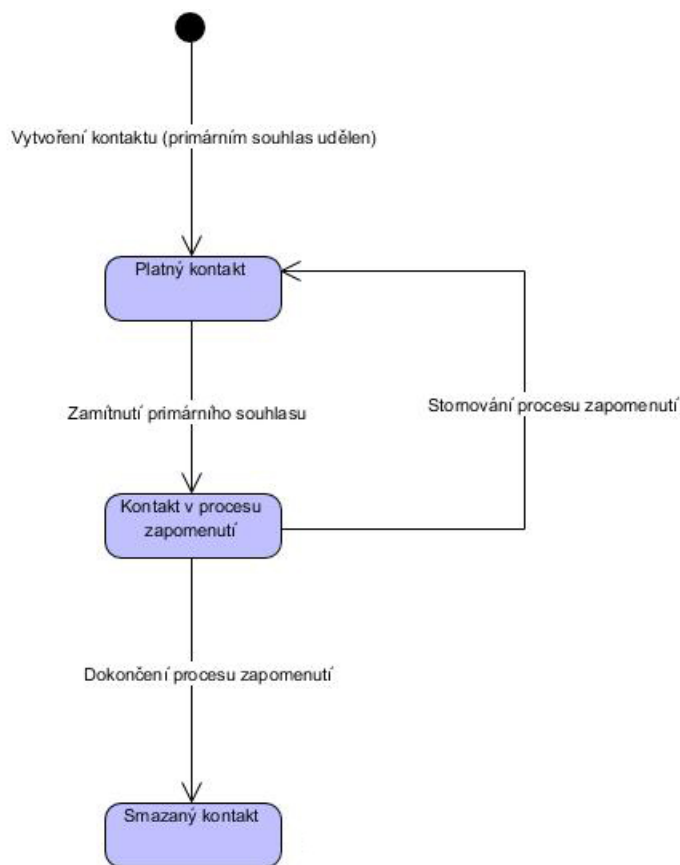 Vytvoření kontaktu (primárním souhlas udělen)
Platný kontakt
Zamítnutí primárního souhlasu
Stornování procesu zapomenutí
Kontakt v procesu
zapomenutí
Dokončení procesu zapomenutí
Smazaný kontakt